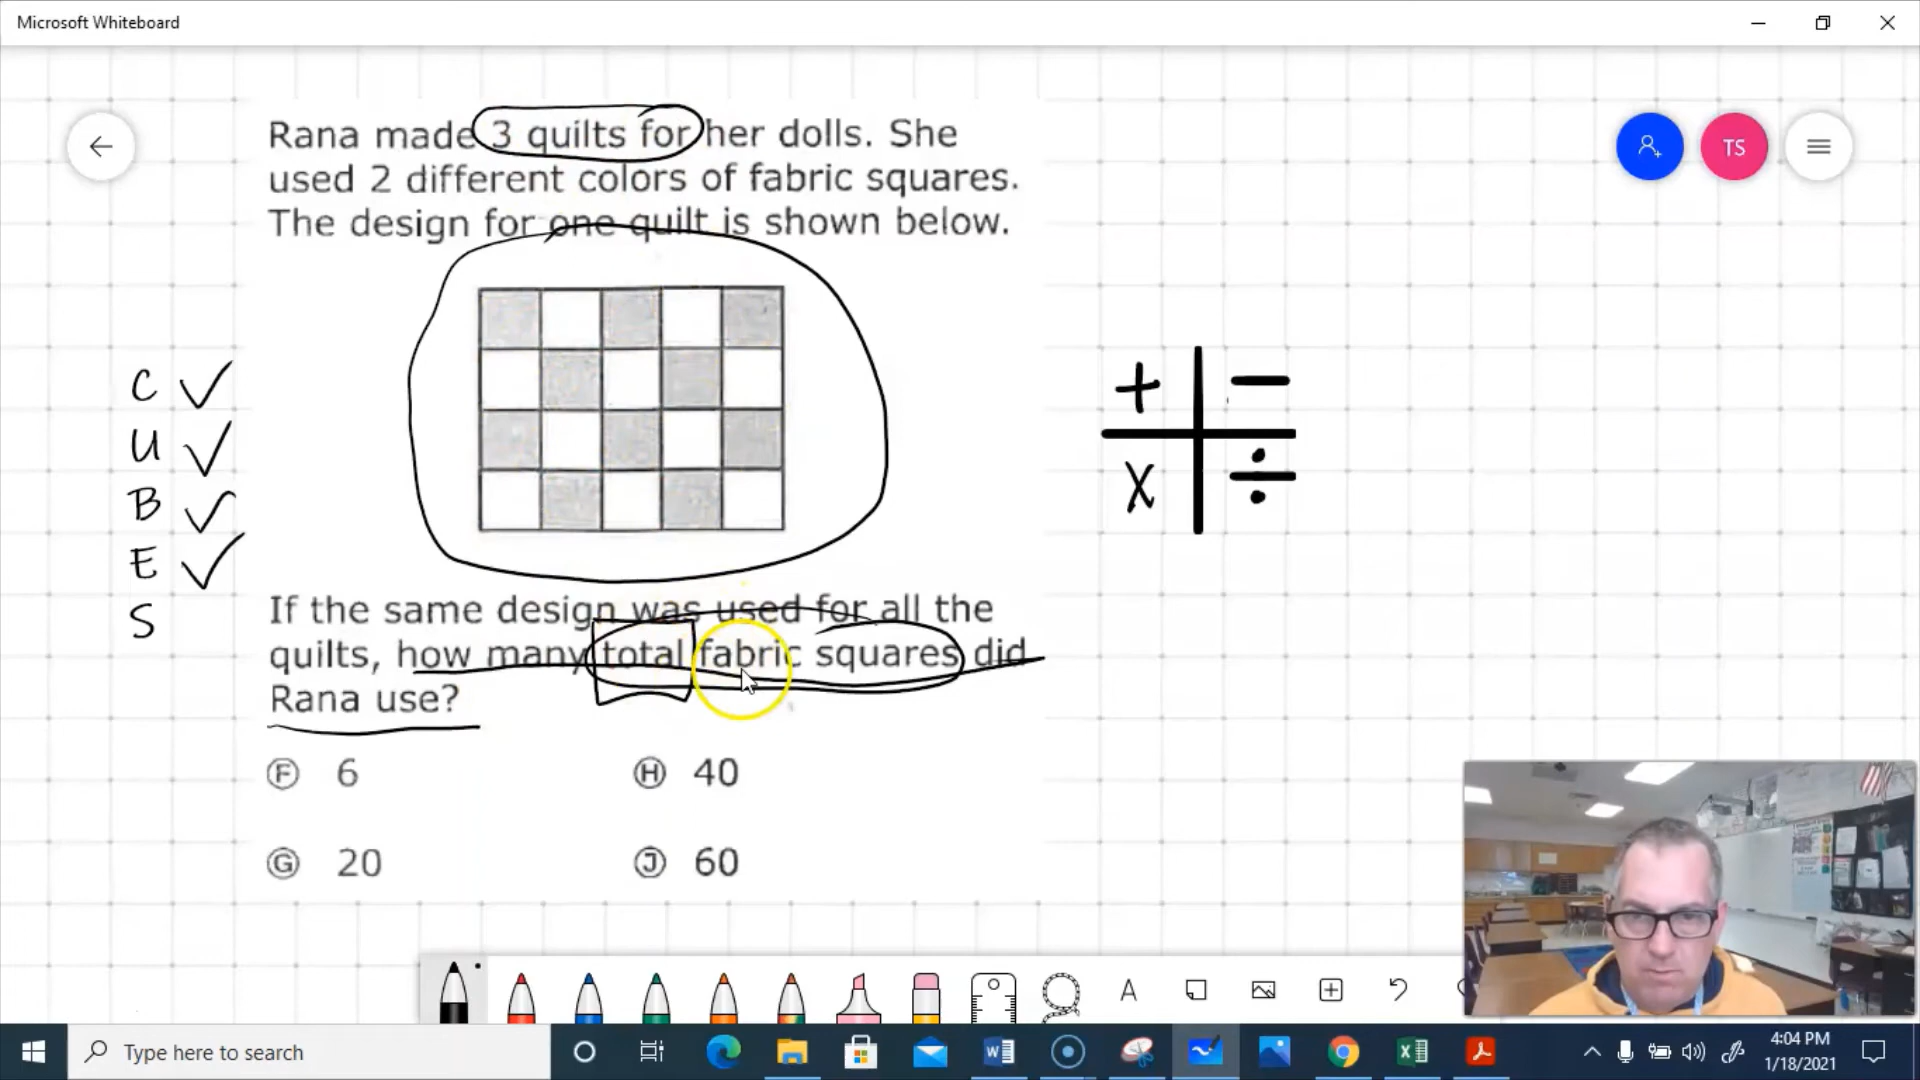 Microsoft Whiteboard
Rana made 3 quilts for her dolls. She
used 2 different colors of fabric squares.
The design for one quilt is shown below.
TS
C
U
B
E
S
+ −
X ÷
If the same design was used for all the
quilts, how many total fabric squares did
Rana use?
F 6
H 40
G 20
J 60
A
Type here to search
4:04 PM
1/18/2021